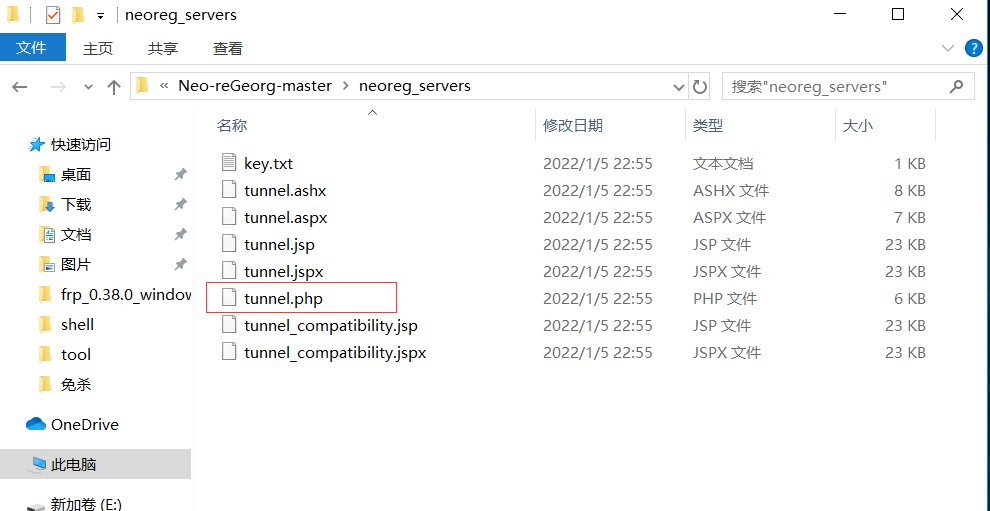 neoreg_servers
文件 主页 共享 查看
« Neo-reGeorg-master › neoreg_servers 搜索"neoreg_servers"
名称 修改日期 类型 大小
快速访问
桌面
下载
文档
图片
frp_0.38.0_window
shell
tool
免杀
OneDrive
此电脑
新加卷 (E:)
key.txt 2022/1/5 22:55 文本文档 1 KB
tunnel.ashx 2022/1/5 22:55 ASHX 文件 8 KB
tunnel.aspx 2022/1/5 22:55 ASPX 文件 7 KB
tunnel.jsp 2022/1/5 22:55 JSP 文件 23 KB
tunnel.jspx 2022/1/5 22:55 JSPX 文件 23 KB
tunnel.php 2022/1/5 22:55 PHP 文件 6 KB
tunnel_compatibility.jsp 2022/1/5 22:55 JSP 文件 23 KB
tunnel_compatibility.jspx 2022/1/5 22:55 JSPX 文件 23 KB